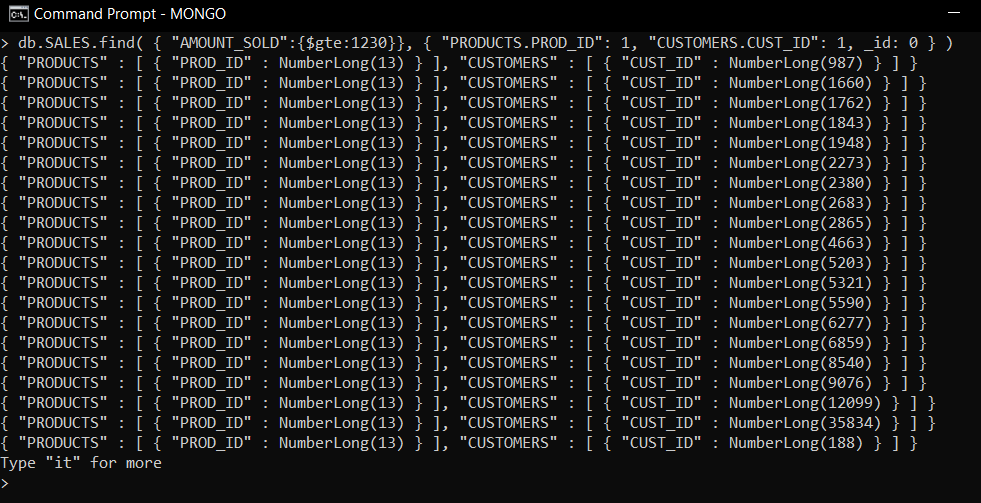 Command Prompt - MONGO
> db.SALES.find( { "AMOUNT_SOLD":{$gte:1230}}, { "PRODUCTS.PROD_ID": 1, "CUSTOMERS.CUST_ID": 1, _id: 0 } )
{ "PRODUCTS" : [ { "PROD_ID" : NumberLong(13) } ], "CUSTOMERS" : [ { "CUST_ID" : NumberLong(987) } ] }
{ "PRODUCTS" : [ { "PROD_ID" : NumberLong(13) } ], "CUSTOMERS" : [ { "CUST_ID" : NumberLong(1660) } ] }
{ "PRODUCTS" : [ { "PROD_ID" : NumberLong(13) } ], "CUSTOMERS" : [ { "CUST_ID" : NumberLong(1762) } ] }
{ "PRODUCTS" : [ { "PROD_ID" : NumberLong(13) } ], "CUSTOMERS" : [ { "CUST_ID" : NumberLong(1843) } ] }
{ "PRODUCTS" : [ { "PROD_ID" : NumberLong(13) } ], "CUSTOMERS" : [ { "CUST_ID" : NumberLong(1948) } ] }
{ "PRODUCTS" : [ { "PROD_ID" : NumberLong(13) } ], "CUSTOMERS" : [ { "CUST_ID" : NumberLong(2273) } ] }
{ "PRODUCTS" : [ { "PROD_ID" : NumberLong(13) } ], "CUSTOMERS" : [ { "CUST_ID" : NumberLong(2380) } ] }
{ "PRODUCTS" : [ { "PROD_ID" : NumberLong(13) } ], "CUSTOMERS" : [ { "CUST_ID" : NumberLong(2683) } ] }
{ "PRODUCTS" : [ { "PROD_ID" : NumberLong(13) } ], "CUSTOMERS" : [ { "CUST_ID" : NumberLong(2865) } ] }
{ "PRODUCTS" : [ { "PROD_ID" : NumberLong(13) } ], "CUSTOMERS" : [ { "CUST_ID" : NumberLong(4663) } ] }
{ "PRODUCTS" : [ { "PROD_ID" : NumberLong(13) } ], "CUSTOMERS" : [ { "CUST_ID" : NumberLong(5203) } ] }
{ "PRODUCTS" : [ { "PROD_ID" : NumberLong(13) } ], "CUSTOMERS" : [ { "CUST_ID" : NumberLong(5321) } ] }
{ "PRODUCTS" : [ { "PROD_ID" : NumberLong(13) } ], "CUSTOMERS" : [ { "CUST_ID" : NumberLong(5590) } ] }
{ "PRODUCTS" : [ { "PROD_ID" : NumberLong(13) } ], "CUSTOMERS" : [ { "CUST_ID" : NumberLong(6277) } ] }
{ "PRODUCTS" : [ { "PROD_ID" : NumberLong(13) } ], "CUSTOMERS" : [ { "CUST_ID" : NumberLong(6859) } ] }
{ "PRODUCTS" : [ { "PROD_ID" : NumberLong(13) } ], "CUSTOMERS" : [ { "CUST_ID" : NumberLong(8540) } ] }
{ "PRODUCTS" : [ { "PROD_ID" : NumberLong(13) } ], "CUSTOMERS" : [ { "CUST_ID" : NumberLong(9076) } ] }
{ "PRODUCTS" : [ { "PROD_ID" : NumberLong(13) } ], "CUSTOMERS" : [ { "CUST_ID" : NumberLong(12099) } ] }
{ "PRODUCTS" : [ { "PROD_ID" : NumberLong(13) } ], "CUSTOMERS" : [ { "CUST_ID" : NumberLong(35834) } ] }
{ "PRODUCTS" : [ { "PROD_ID" : NumberLong(13) } ], "CUSTOMERS" : [ { "CUST_ID" : NumberLong(188) } ] }
Type "it" for more
>